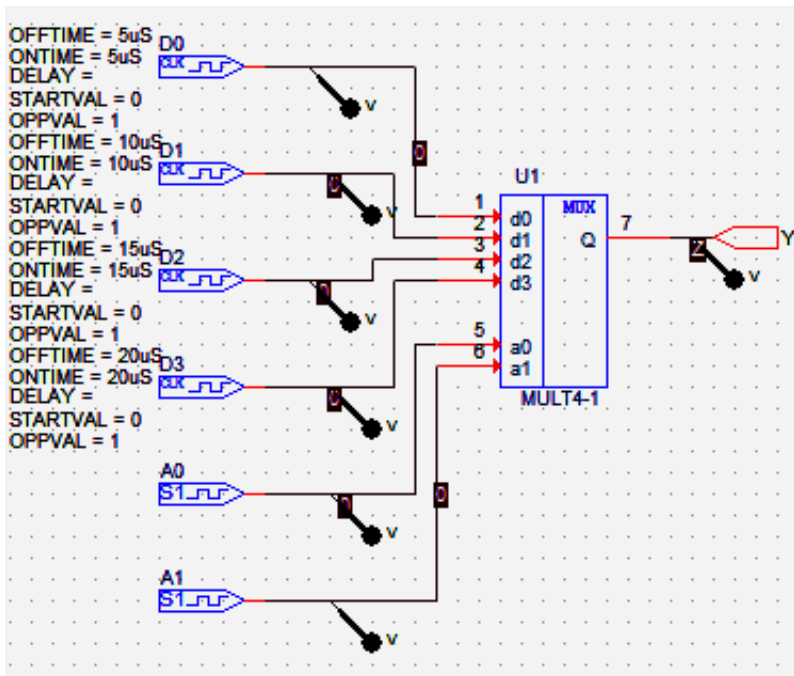 OFFTIME = 5uS D0
ONTIME = 5uS CLK
DELAY =
STARTVAL = 0
OPPVAL = 1
V
0
OFFTIME = 10uS D1
ONTIME = 10uS CLK
DELAY =
STARTVAL = 0
OPPVAL = 1
0
V
U1
MUX
1 d0
2 d1
3 d2
4 d3
Q 7
Y
Z
V
5 a0
6 a1
MULT4-1
OFFTIME = 15uS D2
ONTIME = 15uS CLK
DELAY =
STARTVAL = 0
OPPVAL = 1
0
V
OFFTIME = 20uS D3
ONTIME = 20uS CLK
DELAY =
STARTVAL = 0
OPPVAL = 1
0
V
A0
S1
0
V
0
A1
S1
V